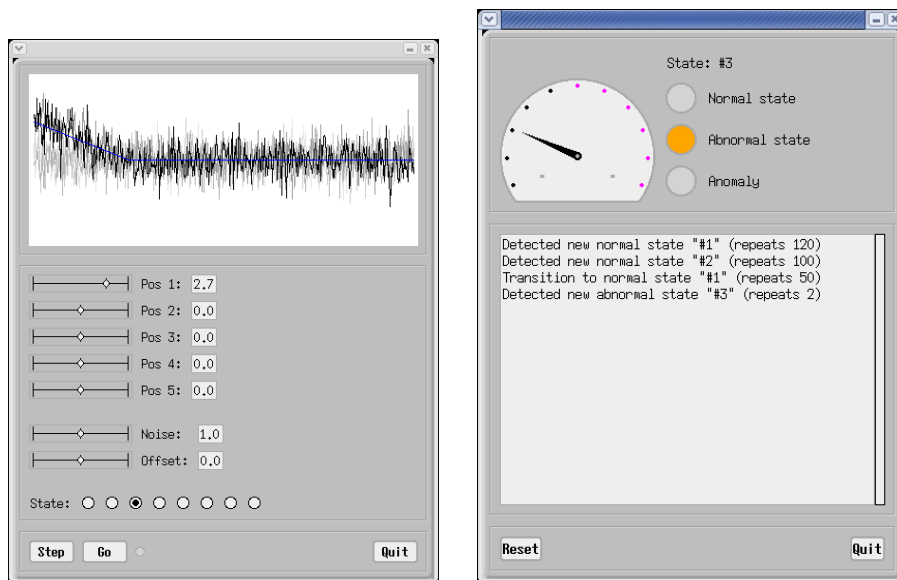 Pos 1: 2.7
Pos 2: 0.0
Pos 3: 0.0
Pos 4: 0.0
Pos 5: 0.0
Noise: 1.0
Offset: 0.0
State:
Step Go Quit
State: #3
Normal state
Abnormal state
Anomaly
Detected new normal state "#1" (repeats 120)
Detected new normal state "#2" (repeats 100)
Transition to normal state "#1" (repeats 50)
Detected new abnormal state "#3" (repeats 2)
Reset Quit